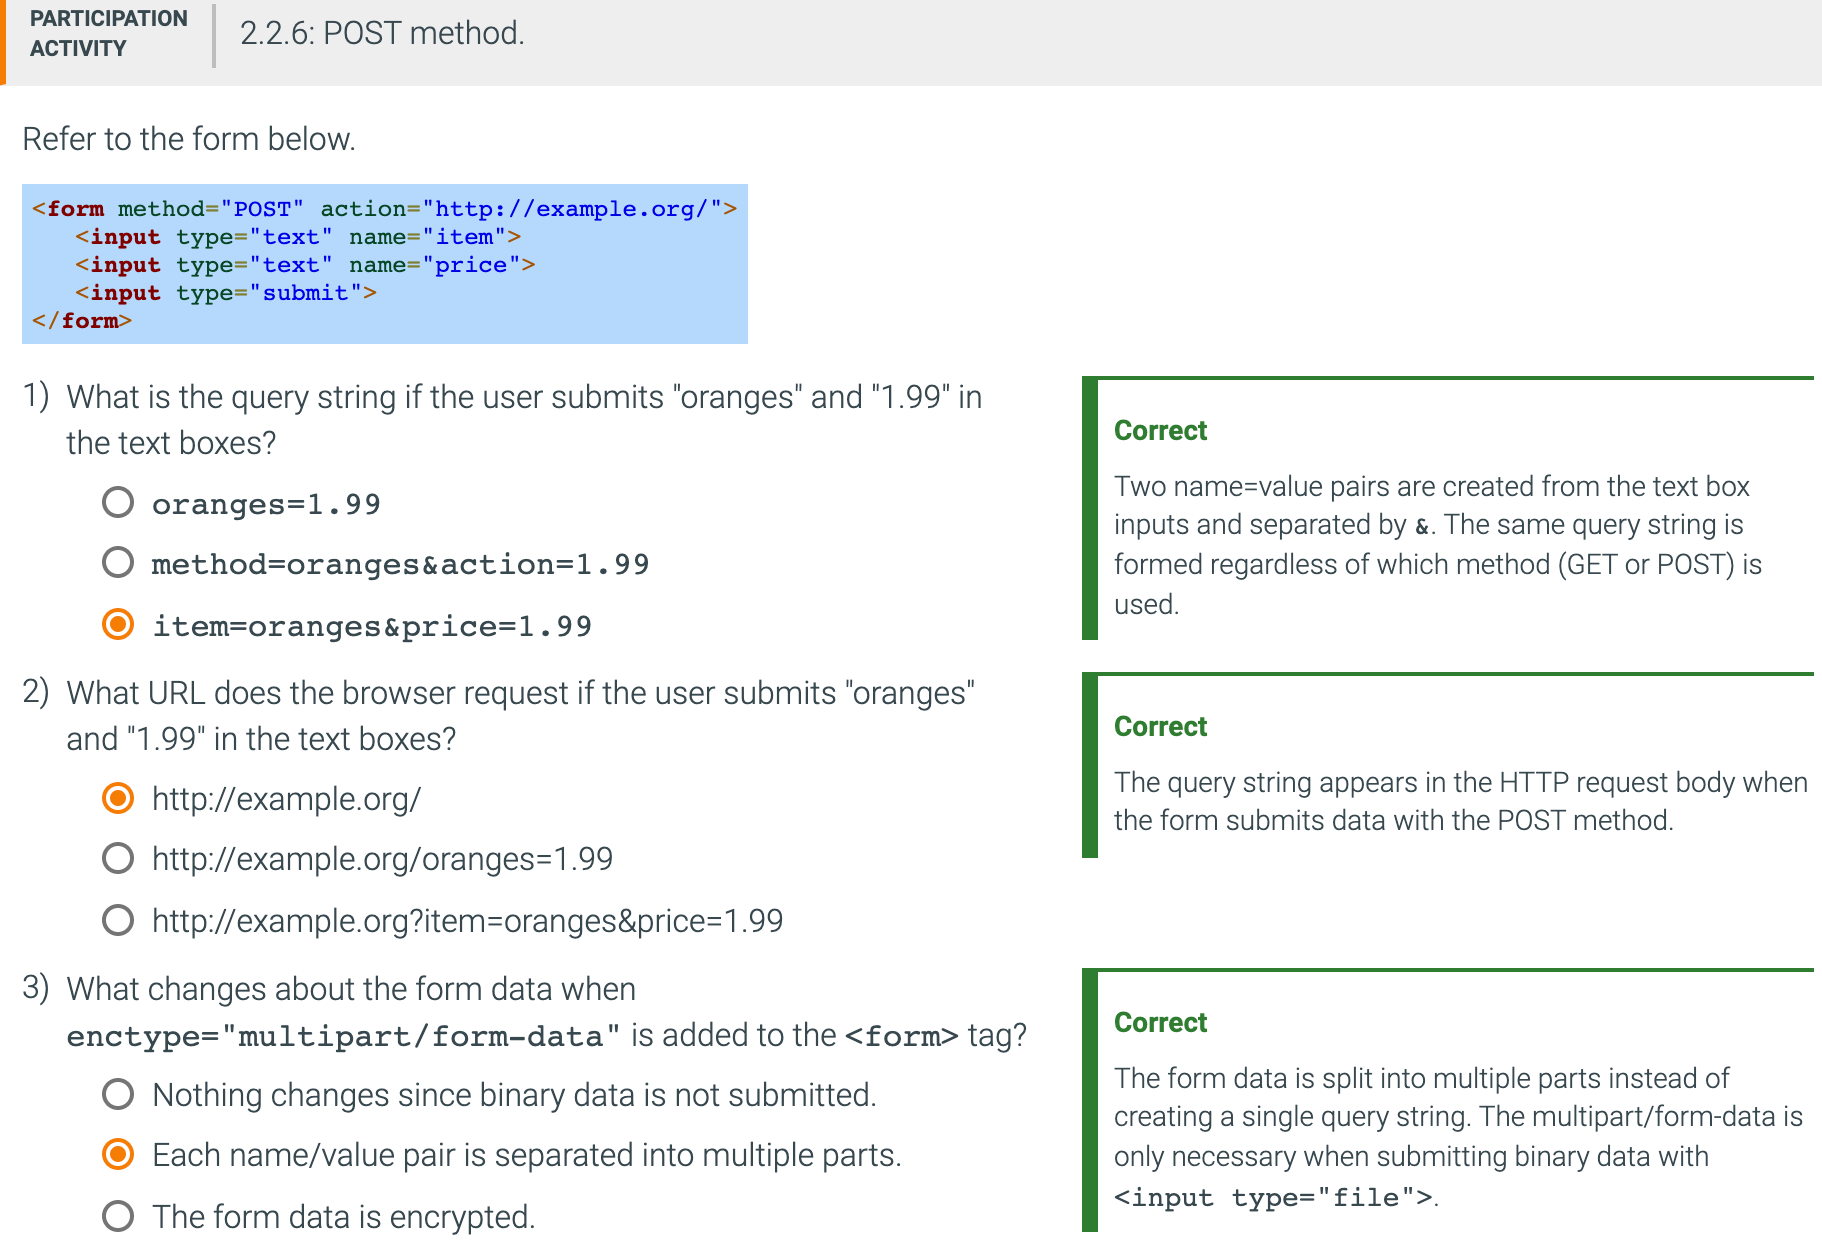 PARTICIPATION
ACTIVITY
2.2.6: POST method.
Refer to the form below.
<form method="POST" action="http://example.org/">
   <input type="text" name="item">
   <input type="text" name="price">
   <input type="submit">
</form>
1) What is the query string if the user submits "oranges" and "1.99" in
the text boxes?
oranges=1.99
method=oranges&action=1.99
item=oranges&price=1.99
Correct
Two name=value pairs are created from the text box
inputs and separated by &. The same query string is
formed regardless of which method (GET or POST) is
used.
2) What URL does the browser request if the user submits "oranges"
and "1.99" in the text boxes?
http://example.org/
http://example.org/oranges=1.99
http://example.org?item=oranges&price=1.99
Correct
The query string appears in the HTTP request body when
the form submits data with the POST method.
3) What changes about the form data when
enctype="multipart/form-data" is added to the <form> tag?
Nothing changes since binary data is not submitted.
Each name/value pair is separated into multiple parts.
The form data is encrypted.
Correct
The form data is split into multiple parts instead of
creating a single query string. The multipart/form-data is
only necessary when submitting binary data with
<input type="file">.